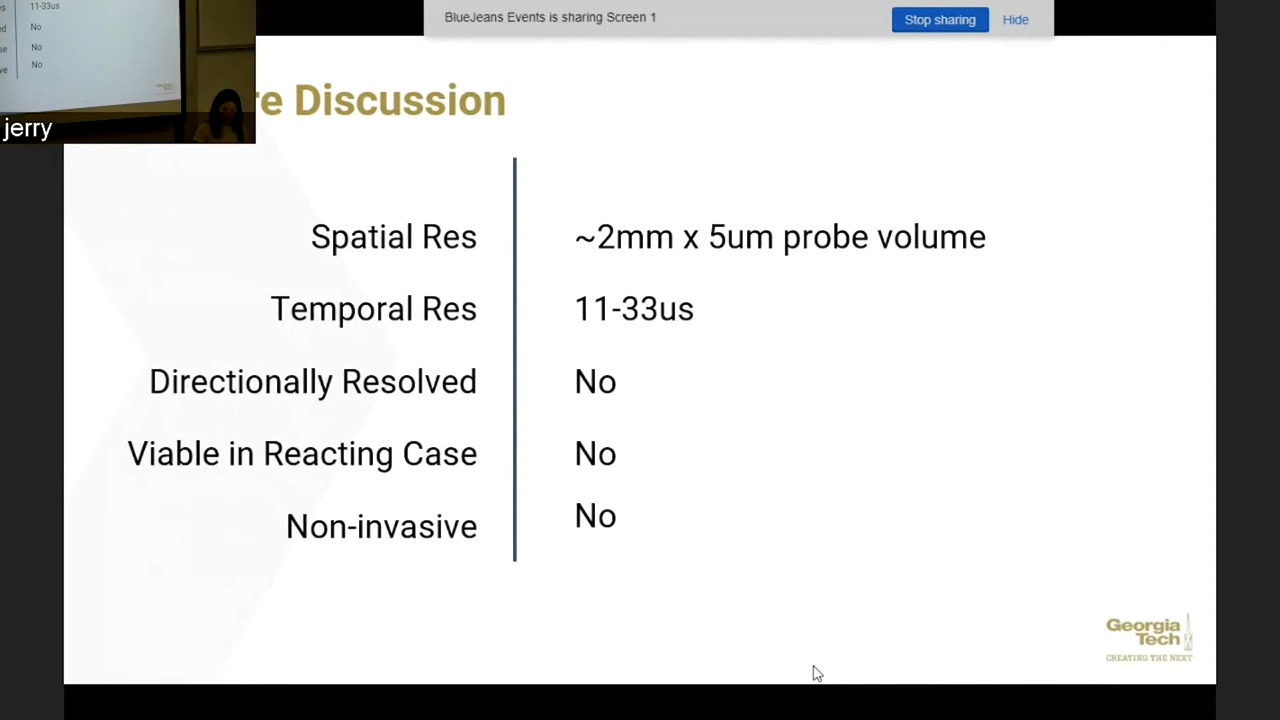 BlueJeans Events is sharing Screen 1
Stop sharing
Hide
11-33us
No
No
No
jerry
re Discussion
Spatial Res
~2mm x 5um probe volume
Temporal Res
11-33us
Directionally Resolved
No
Viable in Reacting Case
No
Non-invasive
No
Georgia
Tech
CREATING THE NEXT